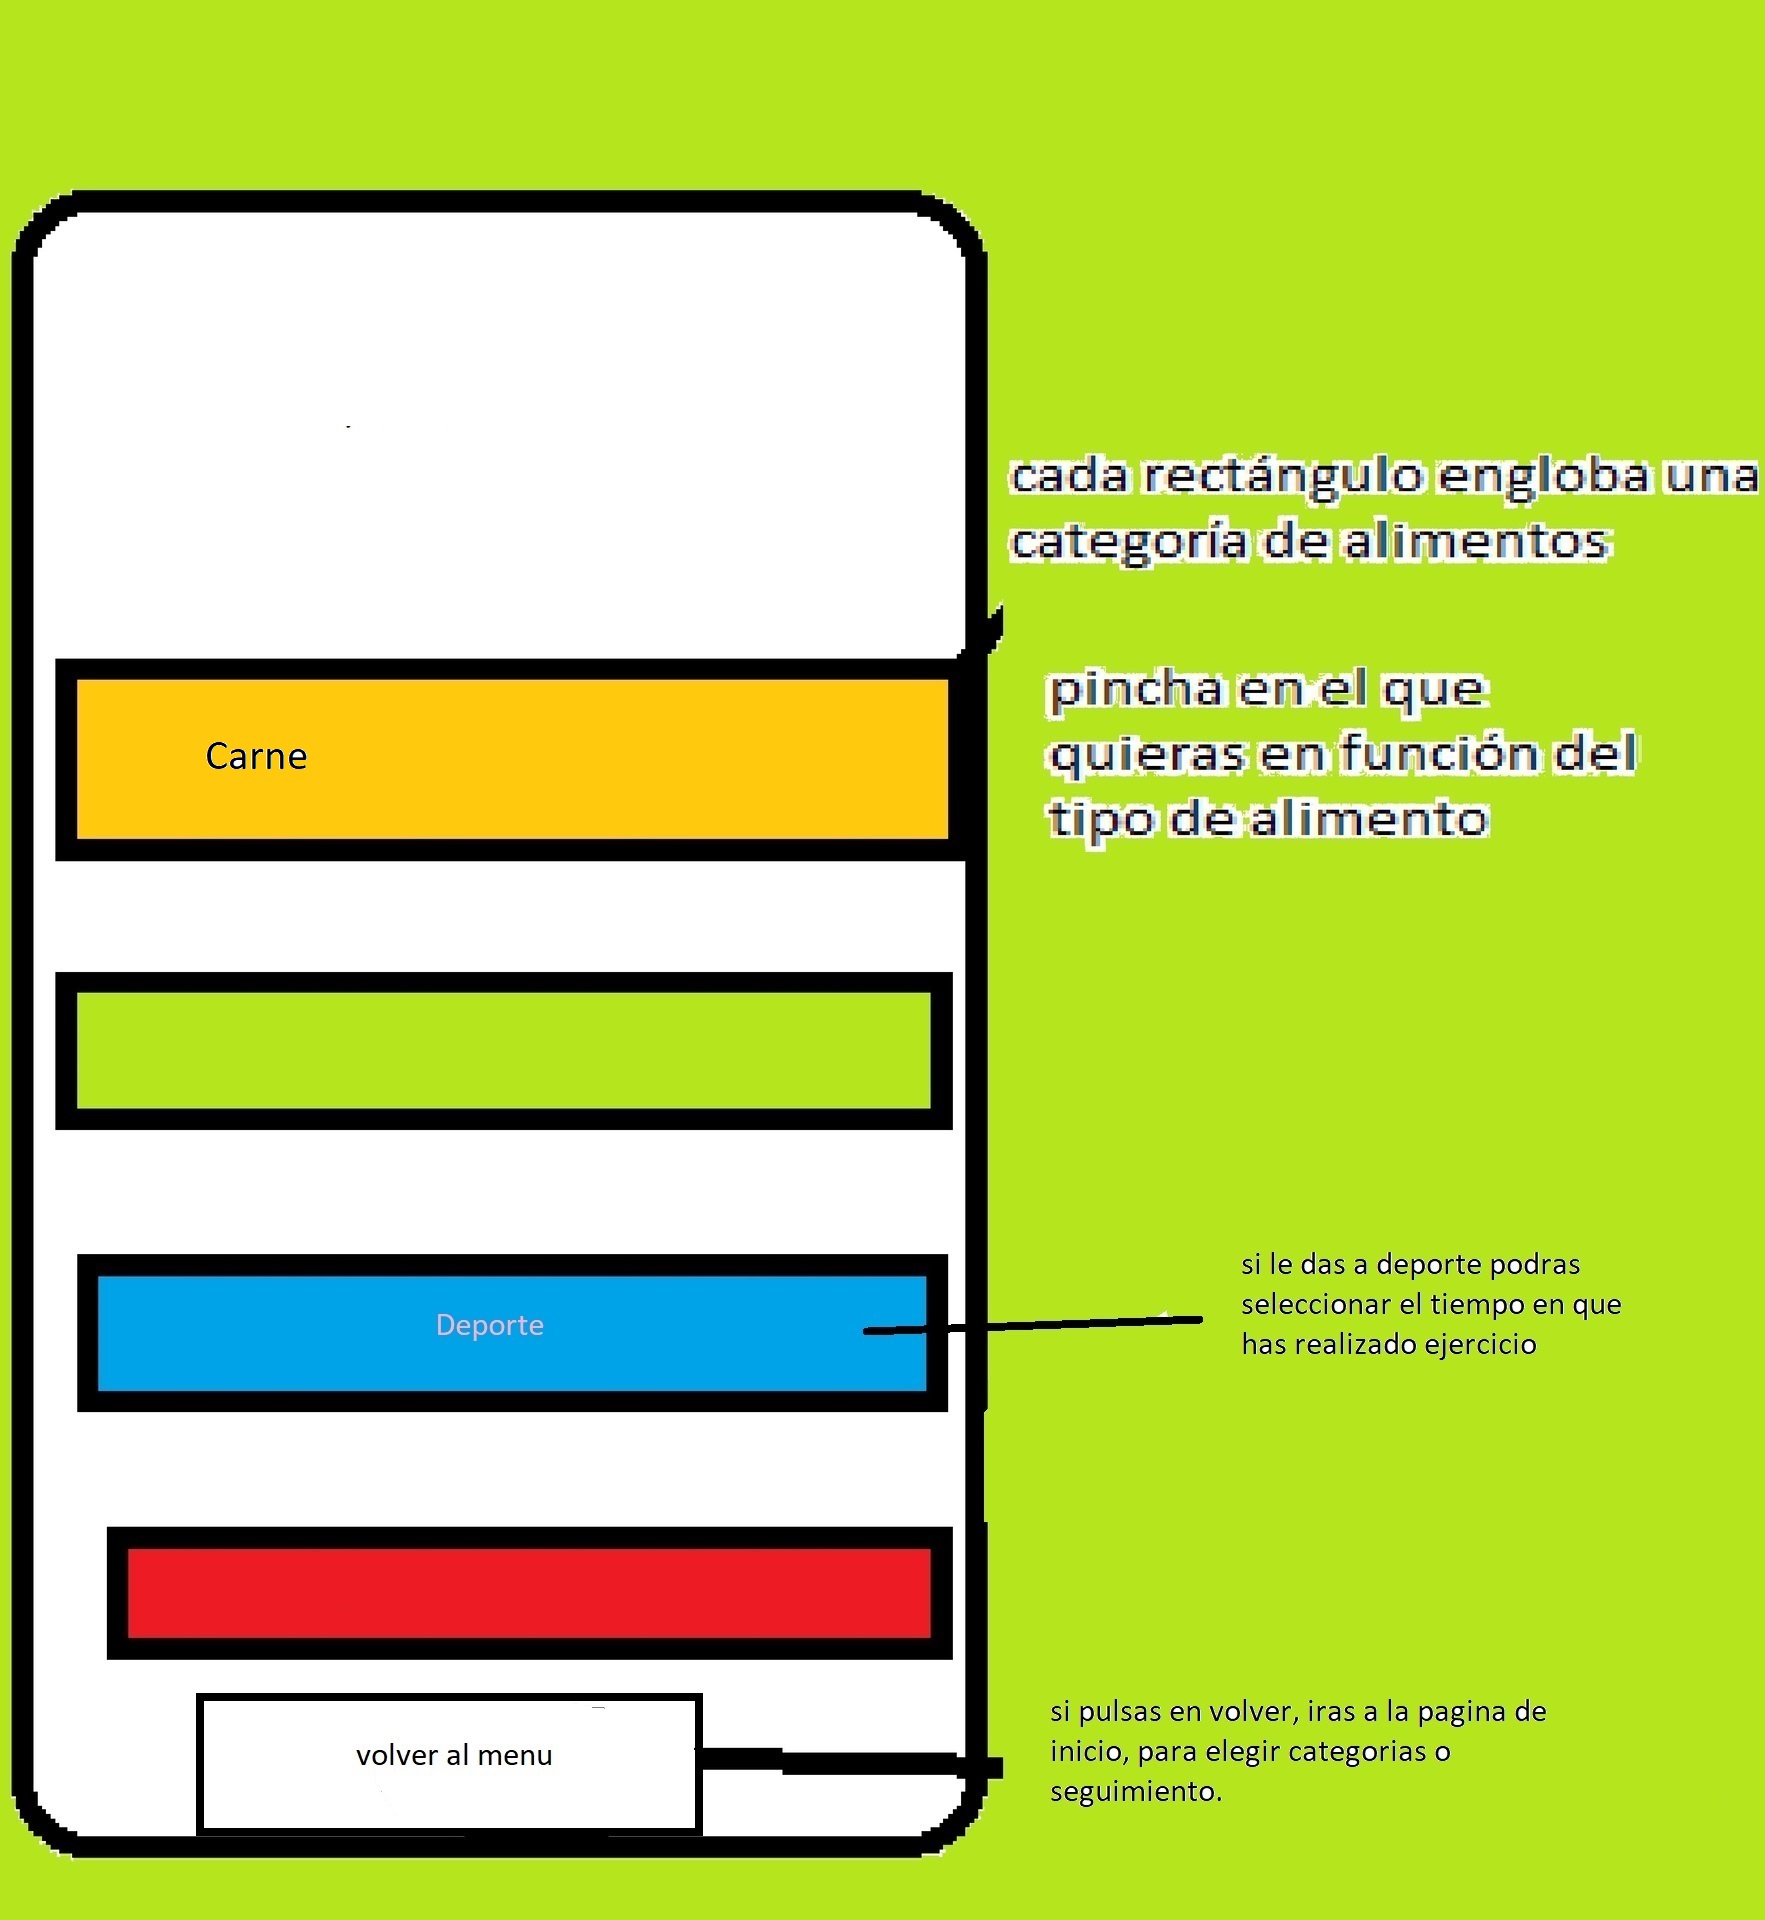 cada rectángulo engloba una
categoría de alimentos
pincha en el que
quieras en función del
tipo de alimento
Carne
Deporte
si le das a deporte podras
seleccionar el tiempo en que
has realizado ejercicio
volver al menu
si pulsas en volver, iras a la pagina de
inicio, para elegir categorias o
seguimiento.